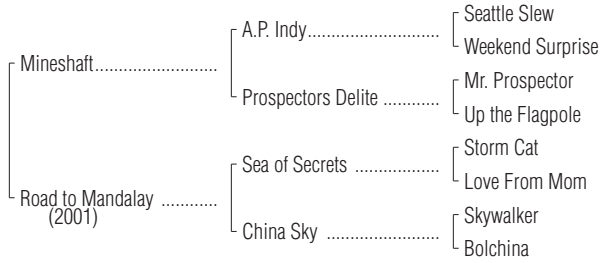 Seattle Slew
A.P. Indy
Weekend Surprise
Mineshaft
Mr. Prospector
Prospectors Delite
Up the Flagpole
Storm Cat
Sea of Secrets
Love From Mom
Road to Mandalay
(2001)
Skywalker
China Sky
Bolchina